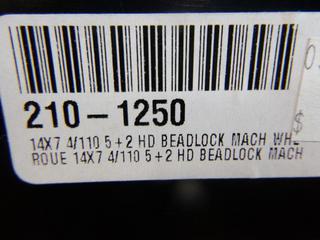 210-1250
14X7 4/110 5+2 HD BEADLOCK MACH WHE
ROUE 14X7 4/110 5+2 HD BEADLOCK MACH
$